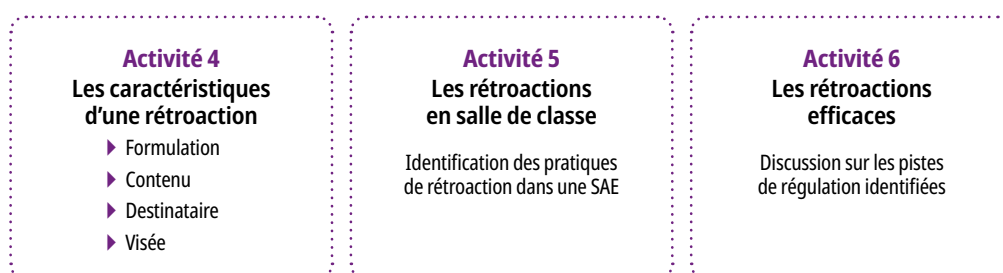 Activité 4
Les caractéristiques
d'une rétroaction
Formulation
Contenu
Destinataire
Visée
Activité 5
Les rétroactions
en salle de classe
Identification des pratiques
de rétroaction dans une SAE
Activité 6
Les rétroactions
efficaces
Discussion sur les pistes
de régulation identifiées